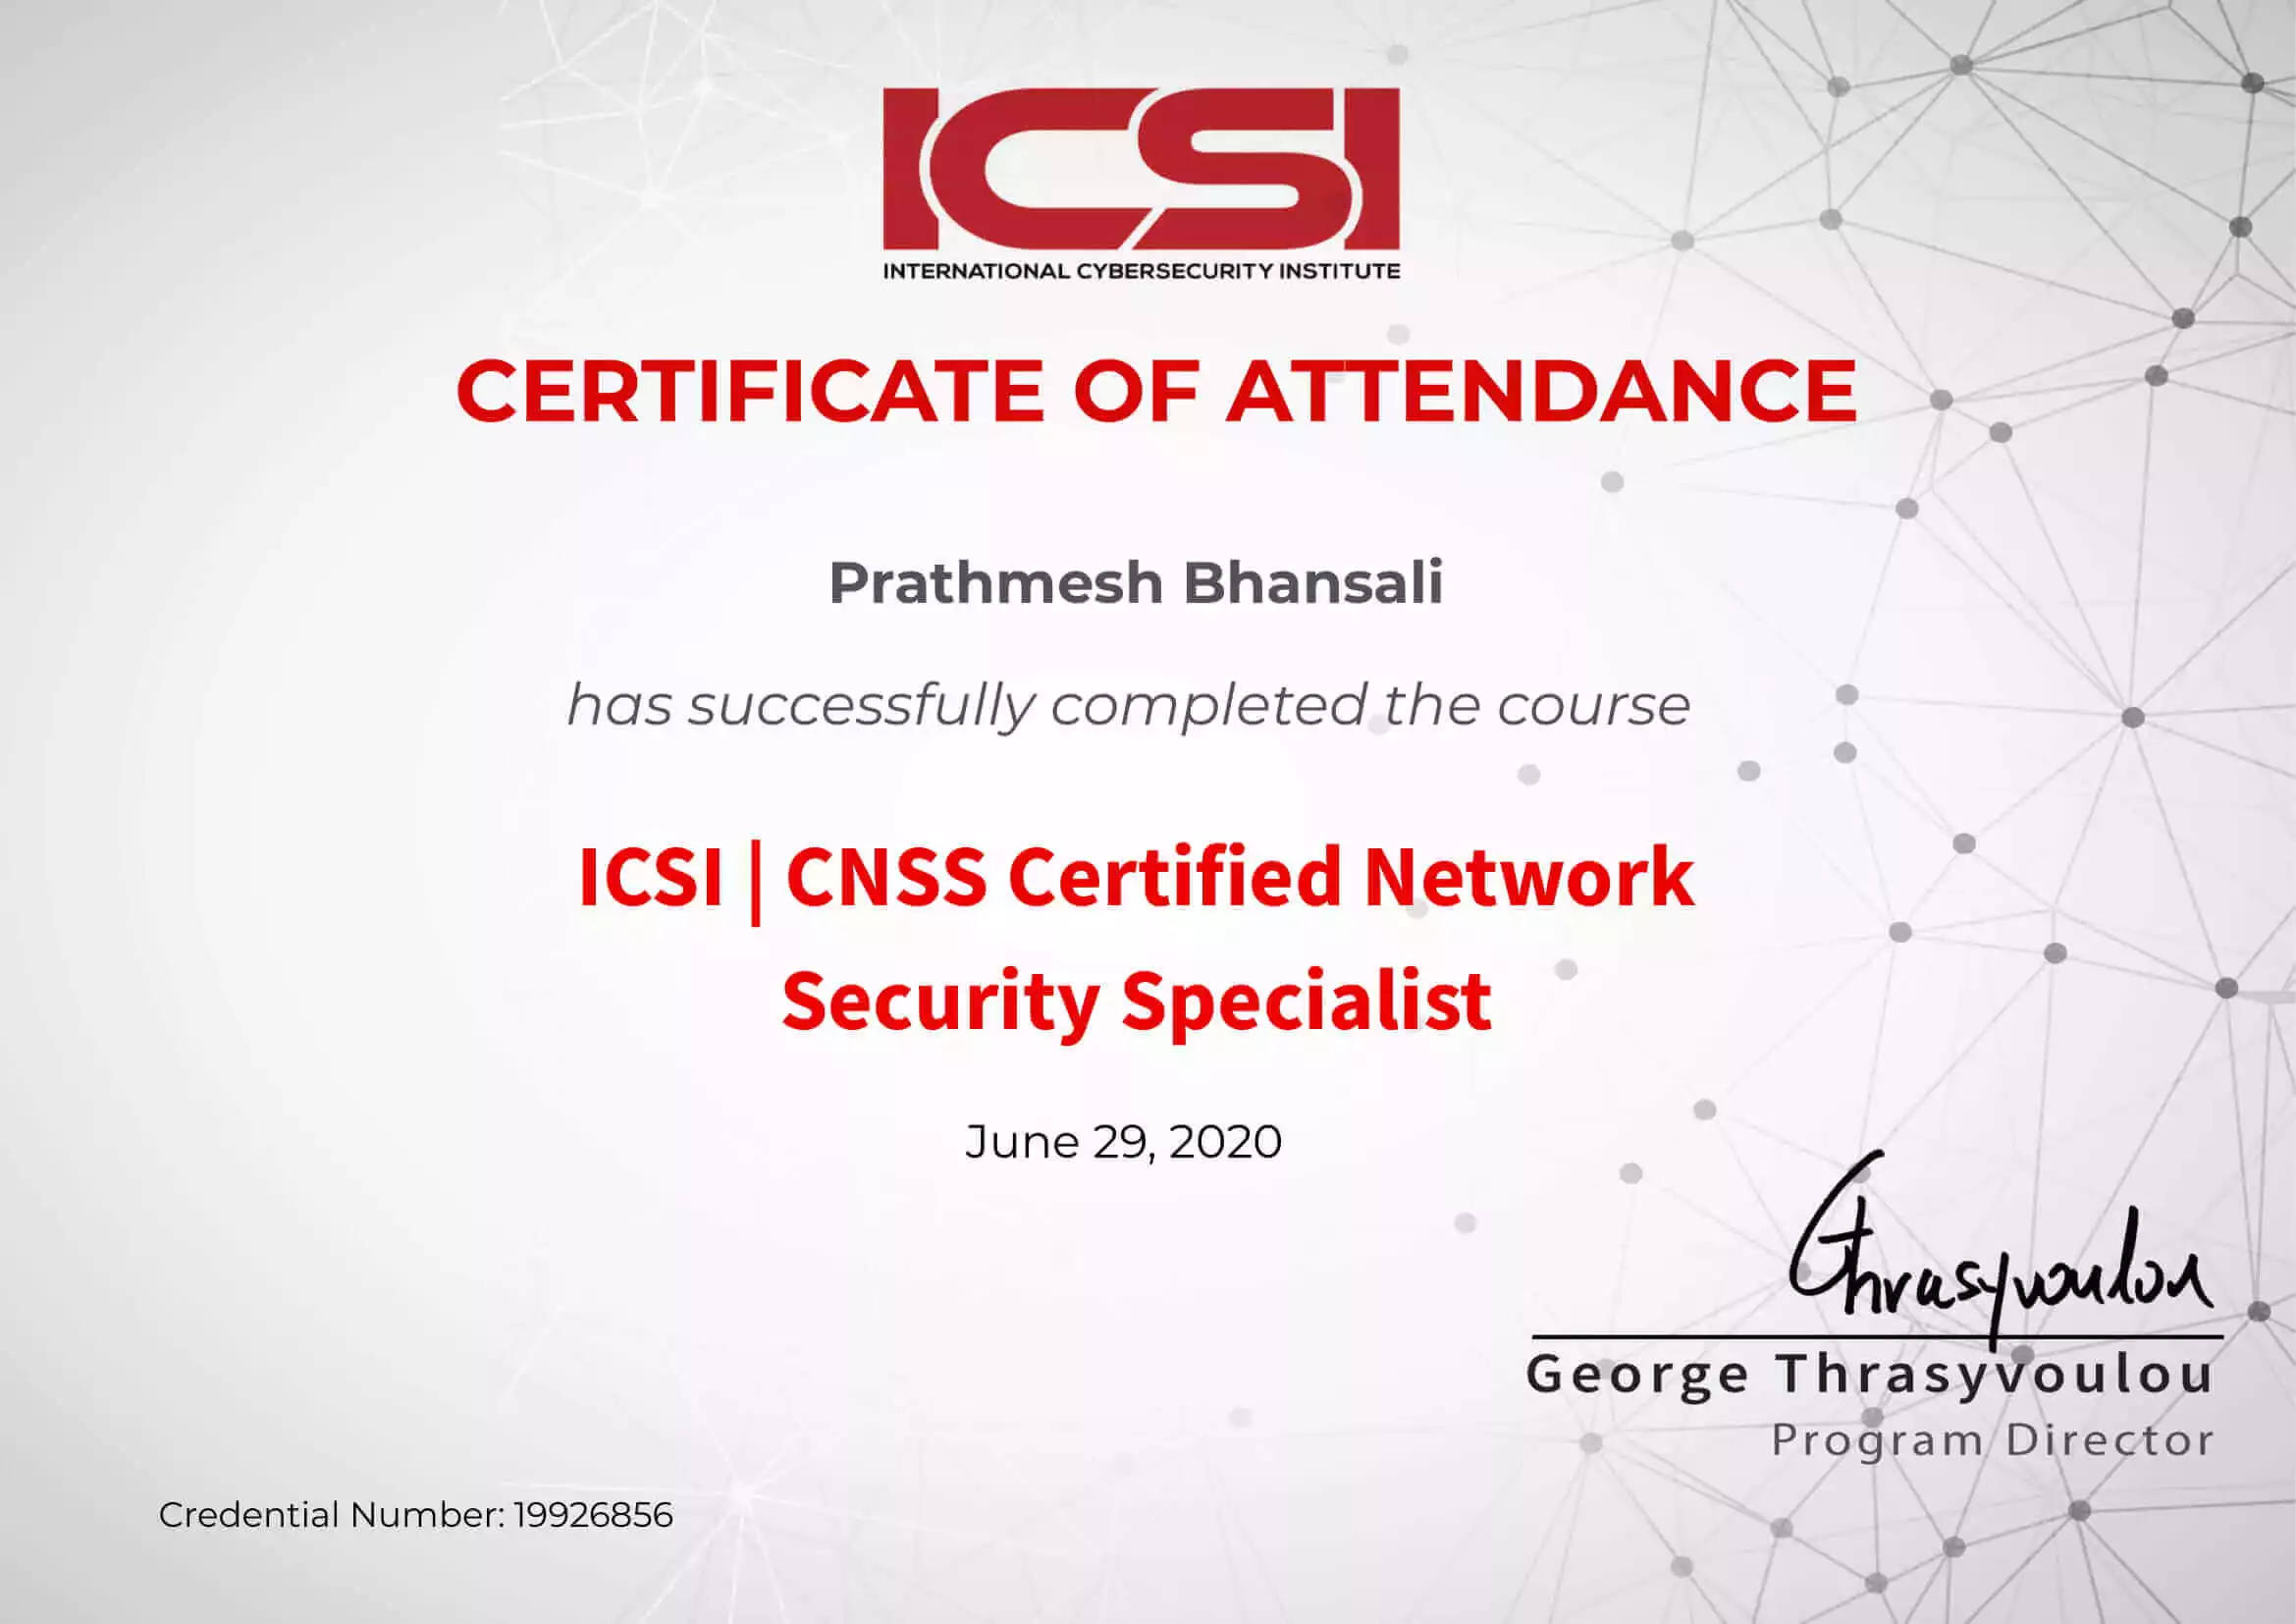 ICSI
INTERNATIONAL CYBERSECURITY INSTITUTE
CERTIFICATE OF ATTENDANCE
Prathmesh Bhansali
has successfully completed the course
ICSI | CNSS Certified Network
Security Specialist
June 29, 2020
Thrasyvoulou
George Thrasyvoulou
Program Director
Credential Number: 19926856